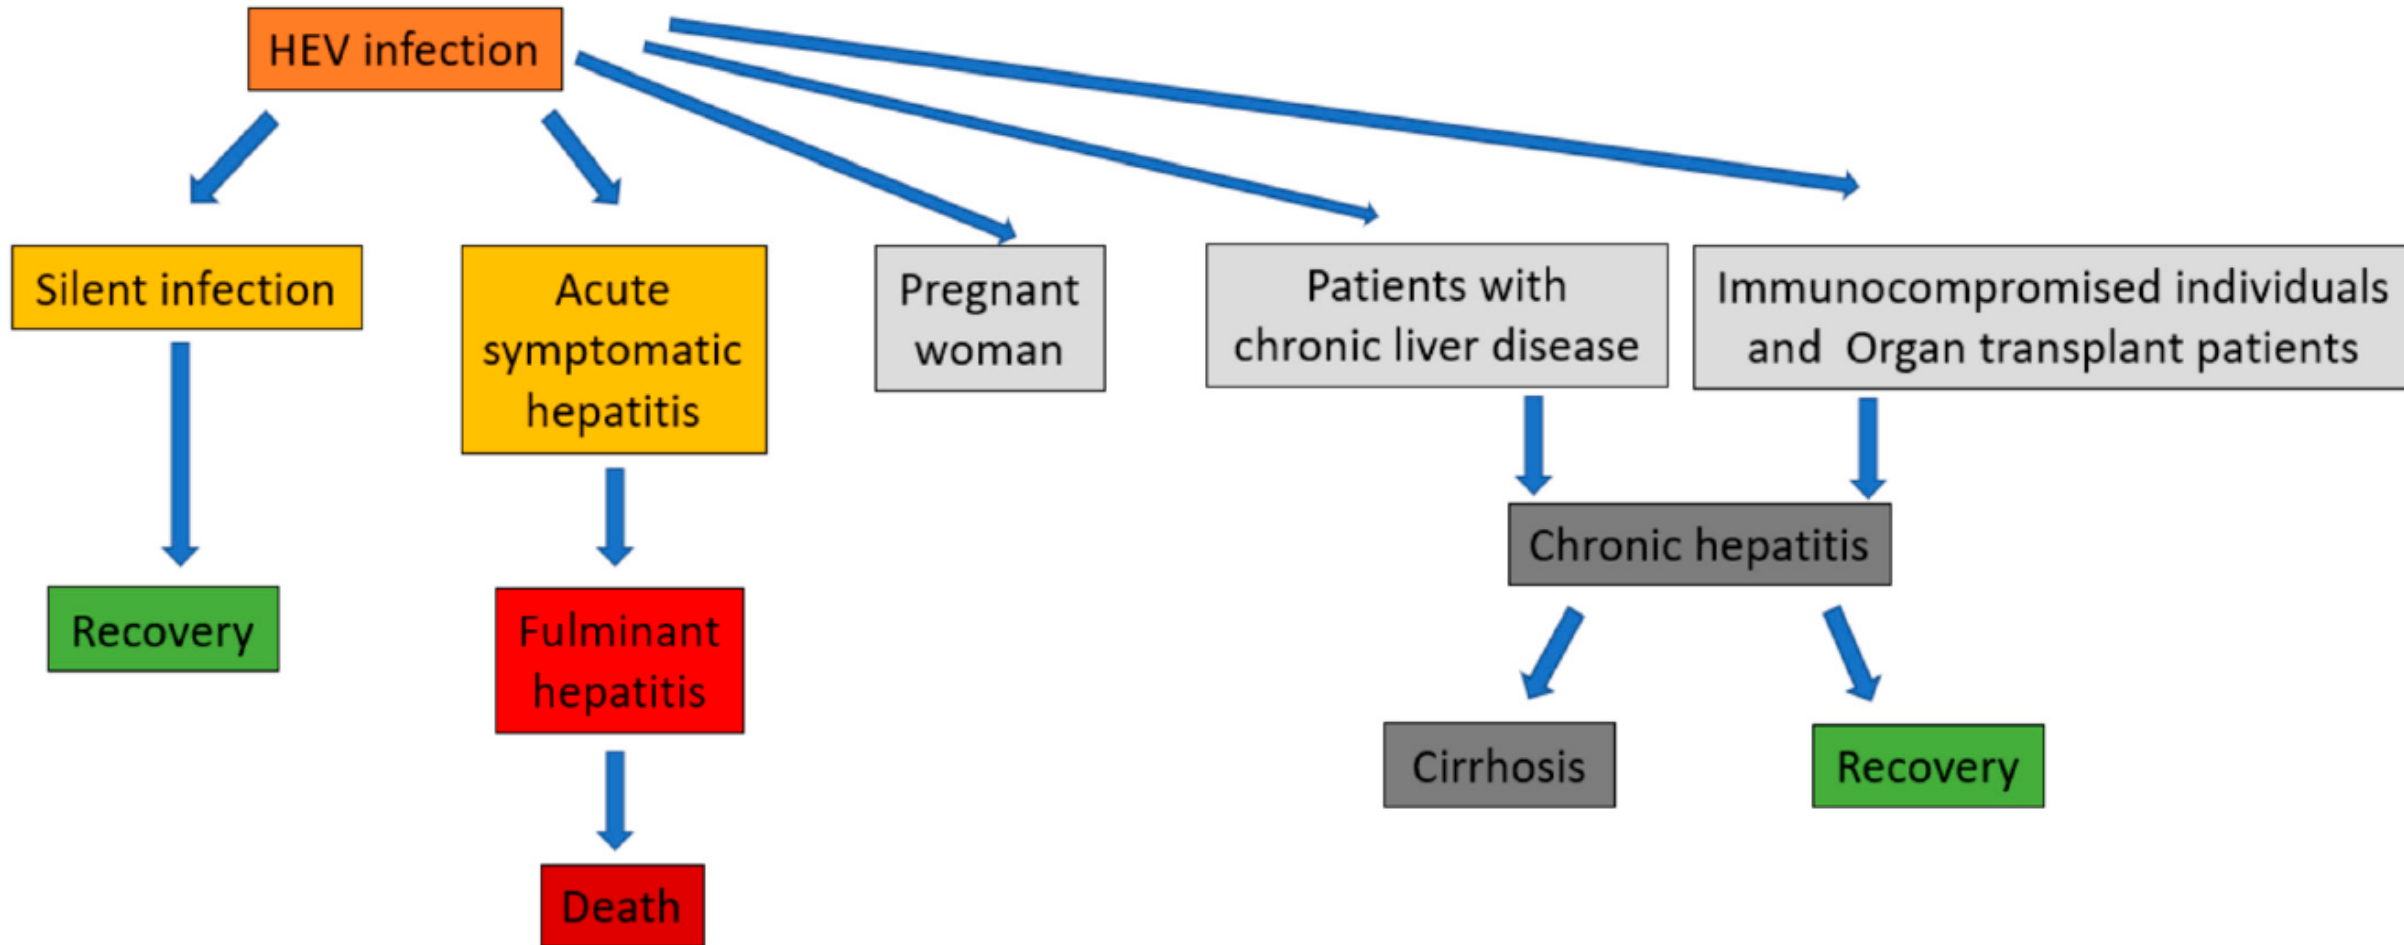 HEV infection
Silent infection
Acute
symptomatic
hepatitis
Pregnant
woman
Patients with
chronic liver disease
Immunocompromised individuals
and Organ transplant patients
Chronic hepatitis
Recovery
Fulminant
hepatitis
Cirrhosis
Recovery
Death